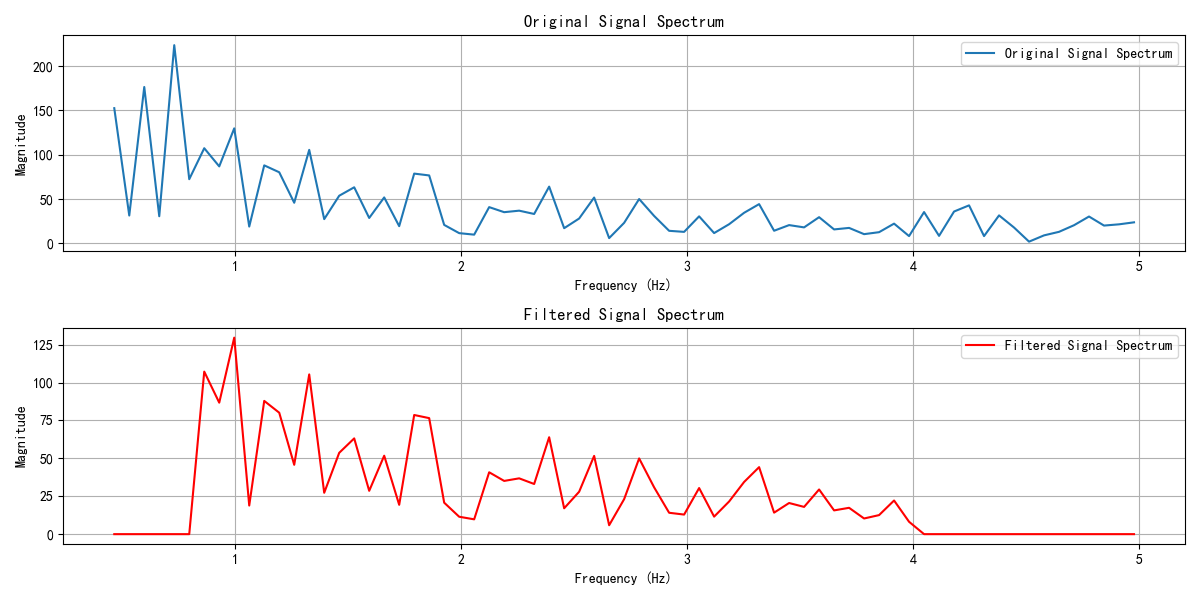 Original Signal Spectrum
Original Signal Spectrum
200
150
100
50
0
Magnitude
1 2 3 4 5
Frequency (Hz)
Filtered Signal Spectrum
Filtered Signal Spectrum
125
100
75
50
25
0
Magnitude
1 2 3 4 5
Frequency (Hz)